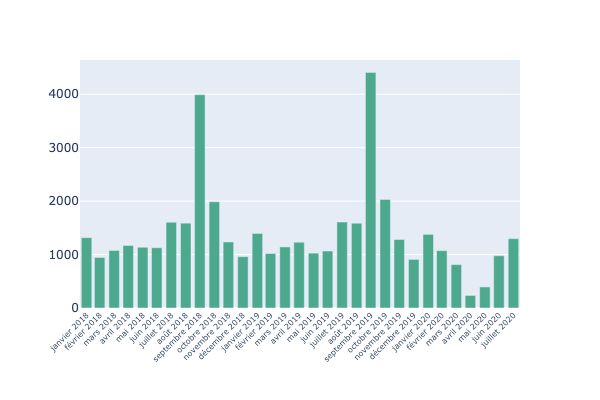 4000
3000
2000
1000
0
janvier 2018
février 2018
mars 2018
avril 2018
mai 2018
juin 2018
juillet 2018
août 2018
septembre 2018
octobre 2018
novembre 2018
décembre 2018
janvier 2019
février 2019
mars 2019
avril 2019
mai 2019
juin 2019
juillet 2019
août 2019
septembre 2019
octobre 2019
novembre 2019
décembre 2019
janvier 2020
février 2020
mars 2020
avril 2020
mai 2020
juin 2020
juillet 2020